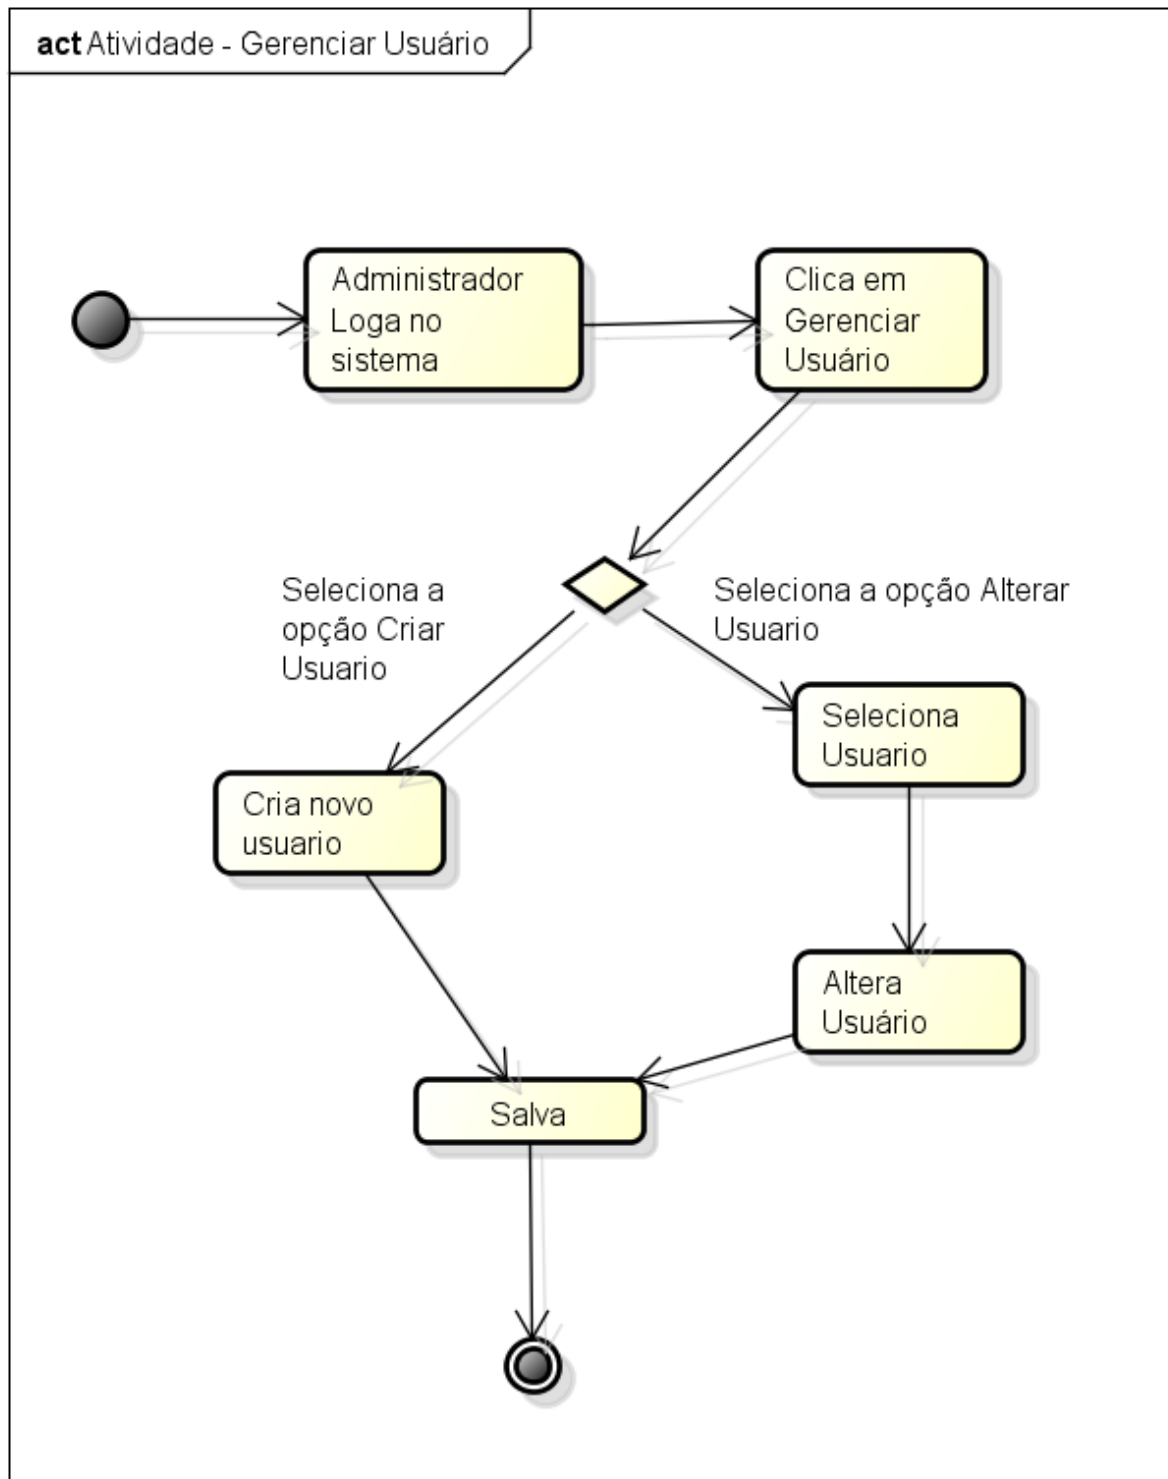 act Atividade - Gerenciar Usuário
Administrador
Loga no
sistema
Clica em
Gerenciar
Usuário
Seleciona a
opção Criar
Usuario
Seleciona a opção Alterar
Usuario
Seleciona
Usuario
Cria novo
usuario
Altera
Usuário
Salva